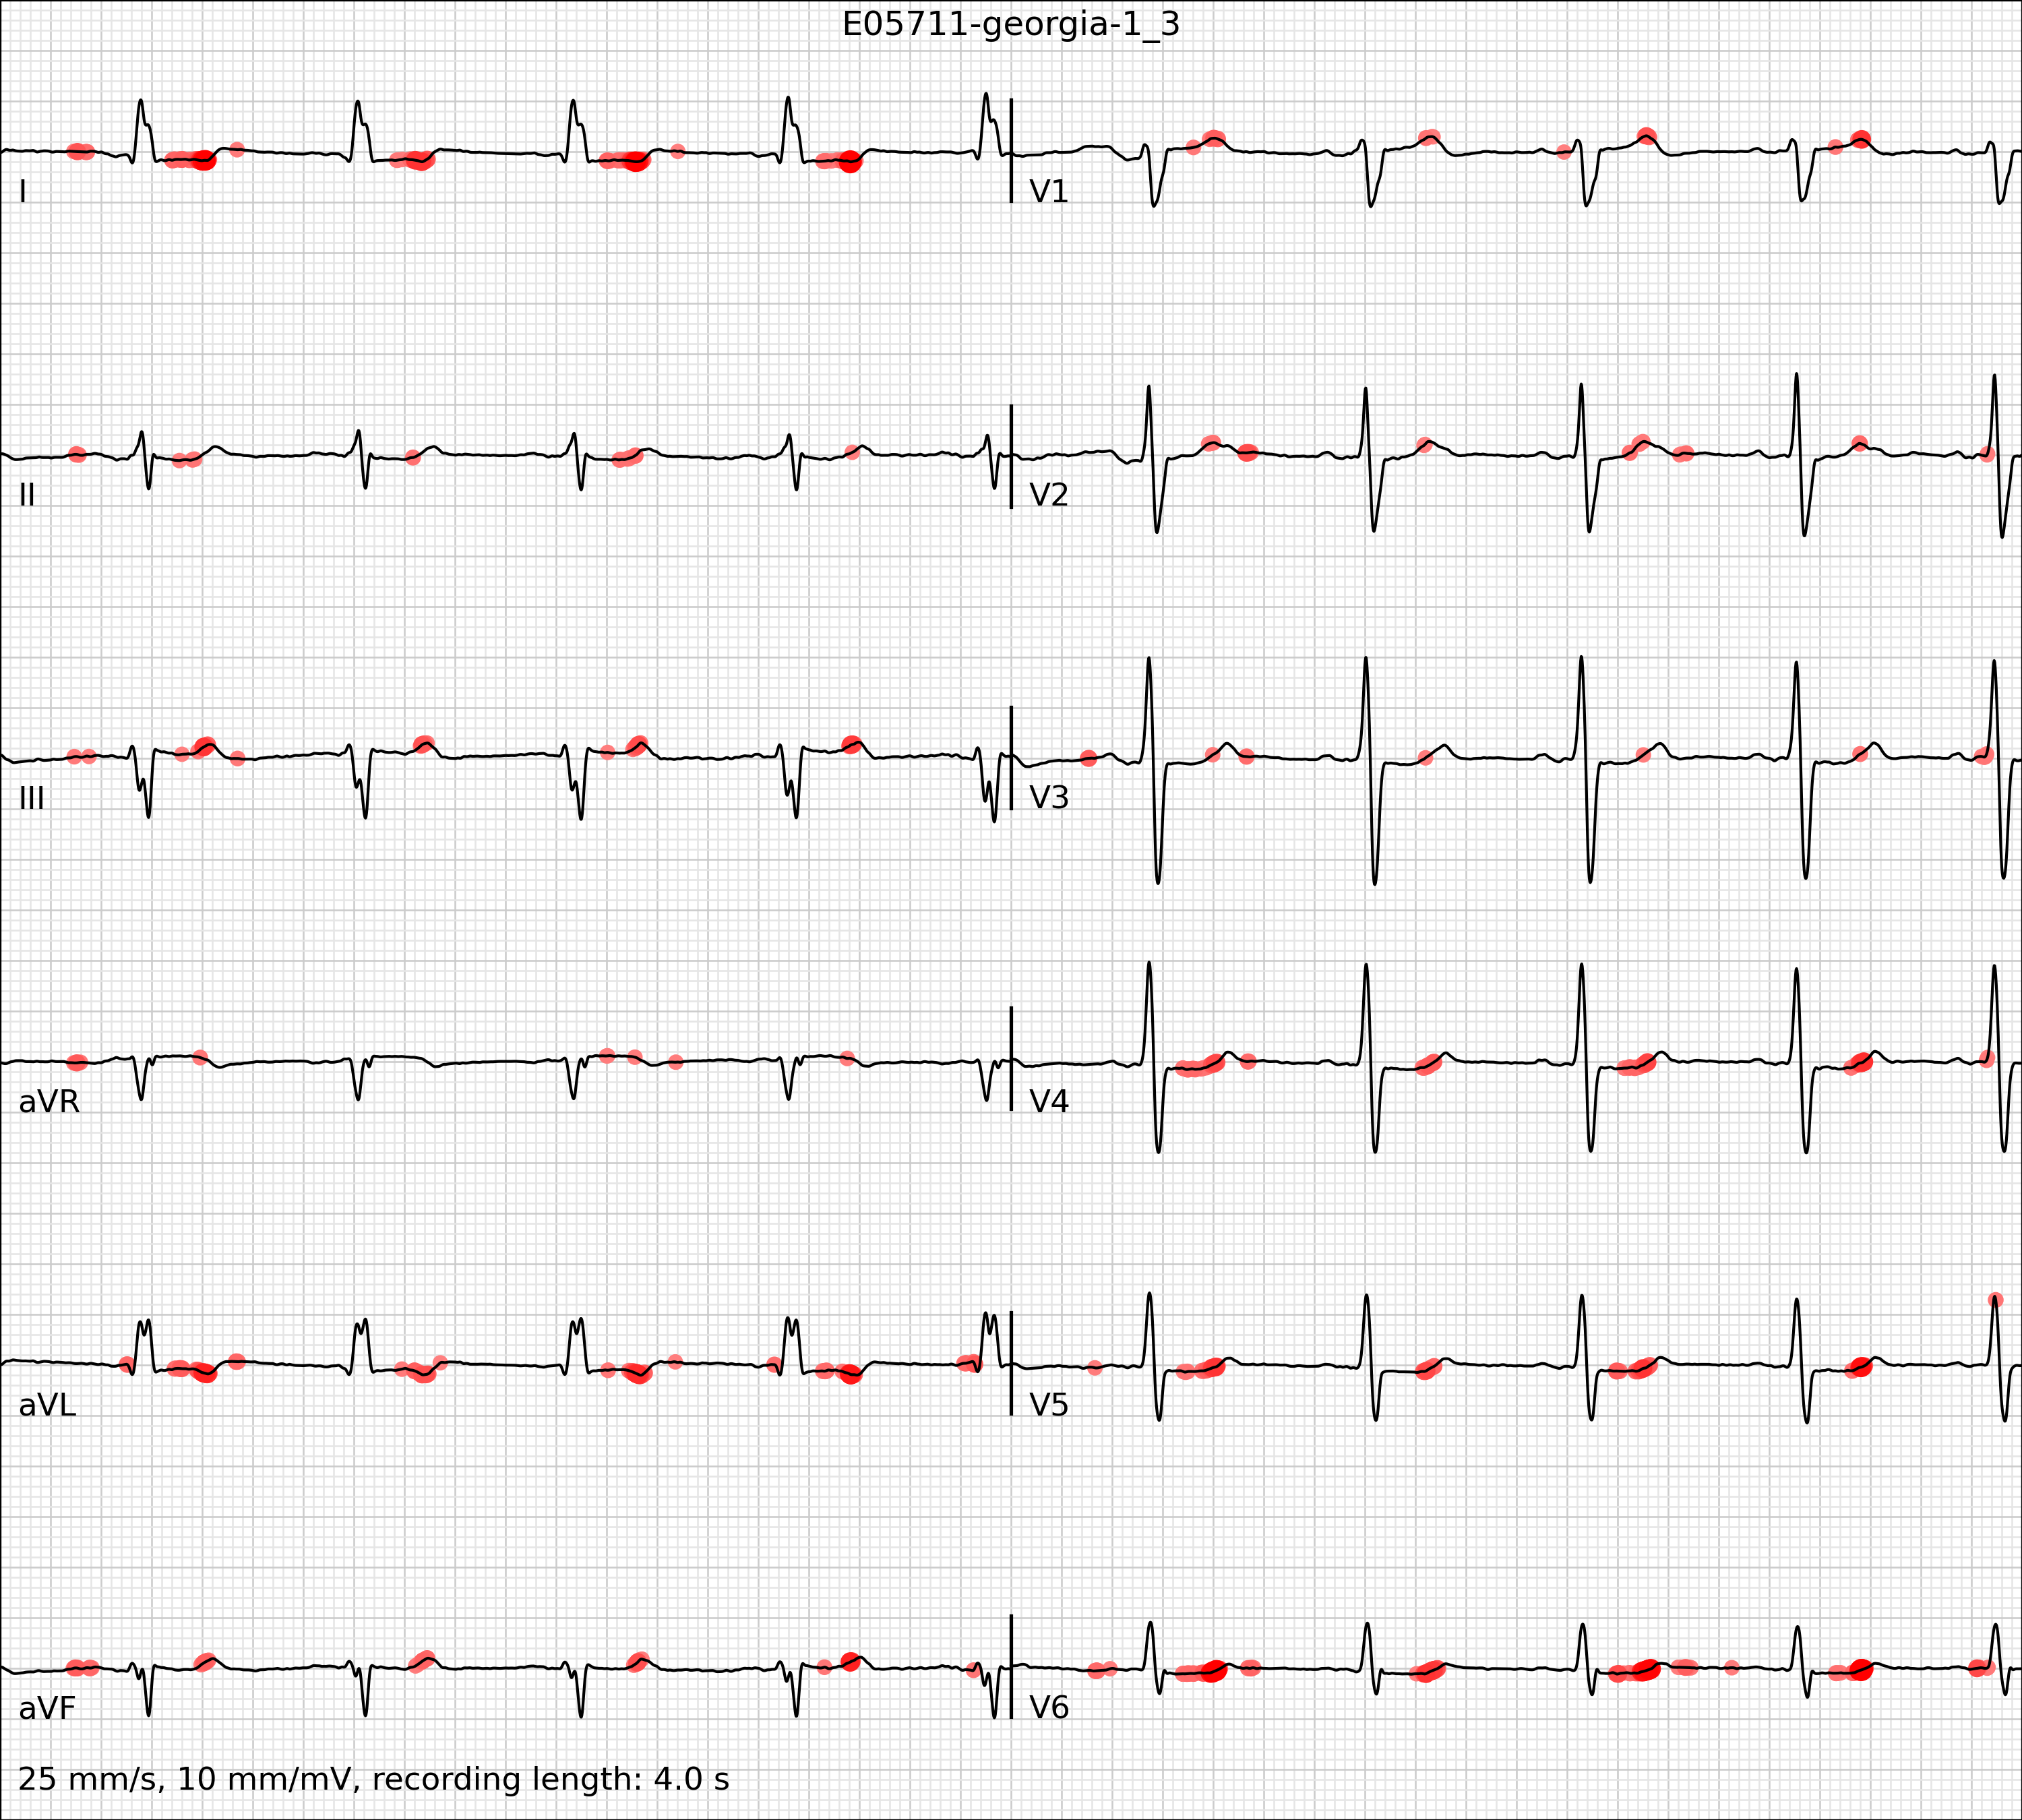 E05711-georgia-1_3
I
V1
II
V2
III
V3
aVR
V4
aVL
V5
aVF
V6
25 mm/s, 10 mm/mV, recording length: 4.0 s